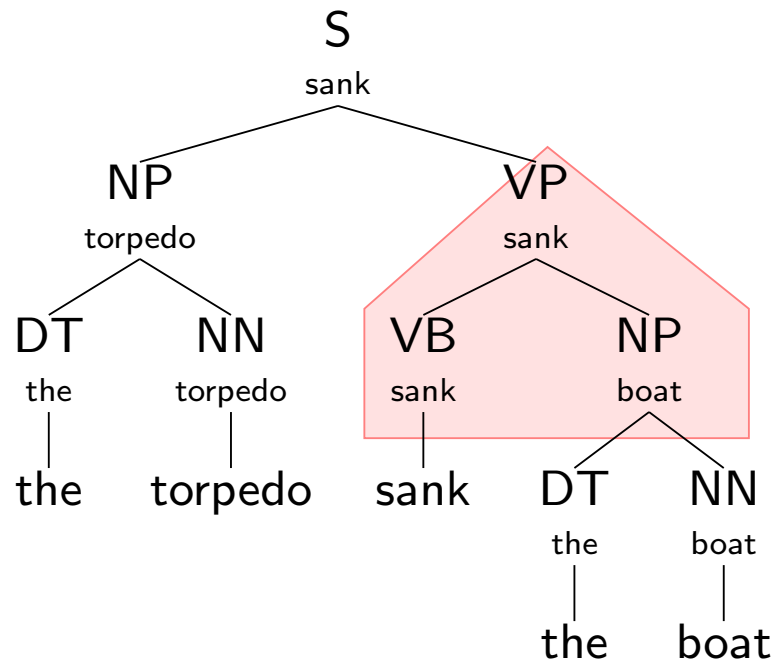 S
sank
NP VP
torpedo sank
DT NN VB NP
the torpedo sank boat
the torpedo sank DT NN
the boat
the boat